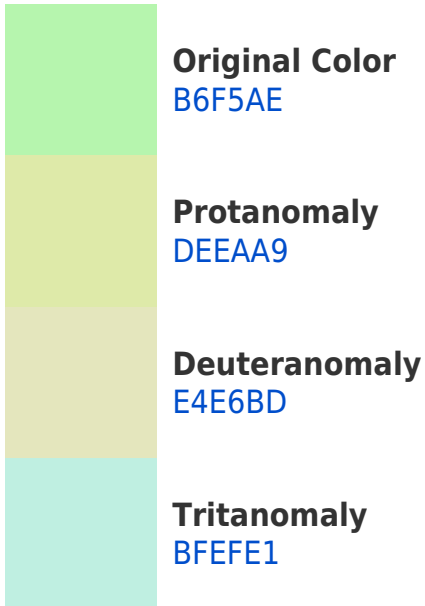 Original Color
B6F5AE
Protanomaly
DEEAA9
Deuteranomaly
E4E6BD
Tritanomaly
BFEFE1